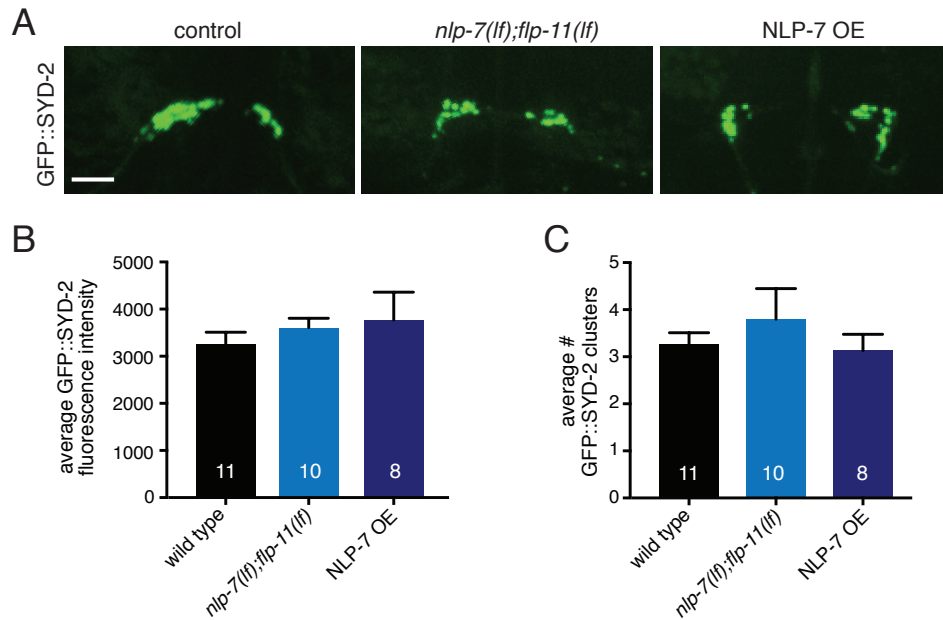 A
control
nlp-7(lf);flp-11(lf)
NLP-7 OE
GFP::SYD-2
B
average GFP::SYD-2
fluorescence intensity
5000
4000
3000
2000
1000
0
11
10
8
wild type
nlp-7(lf);flp-11(lf)
NLP-7 OE
C
average #
GFP::SYD-2 clusters
5
4
3
2
1
0
11
10
8
wild type
nlp-7(lf);flp-11(lf)
NLP-7 OE